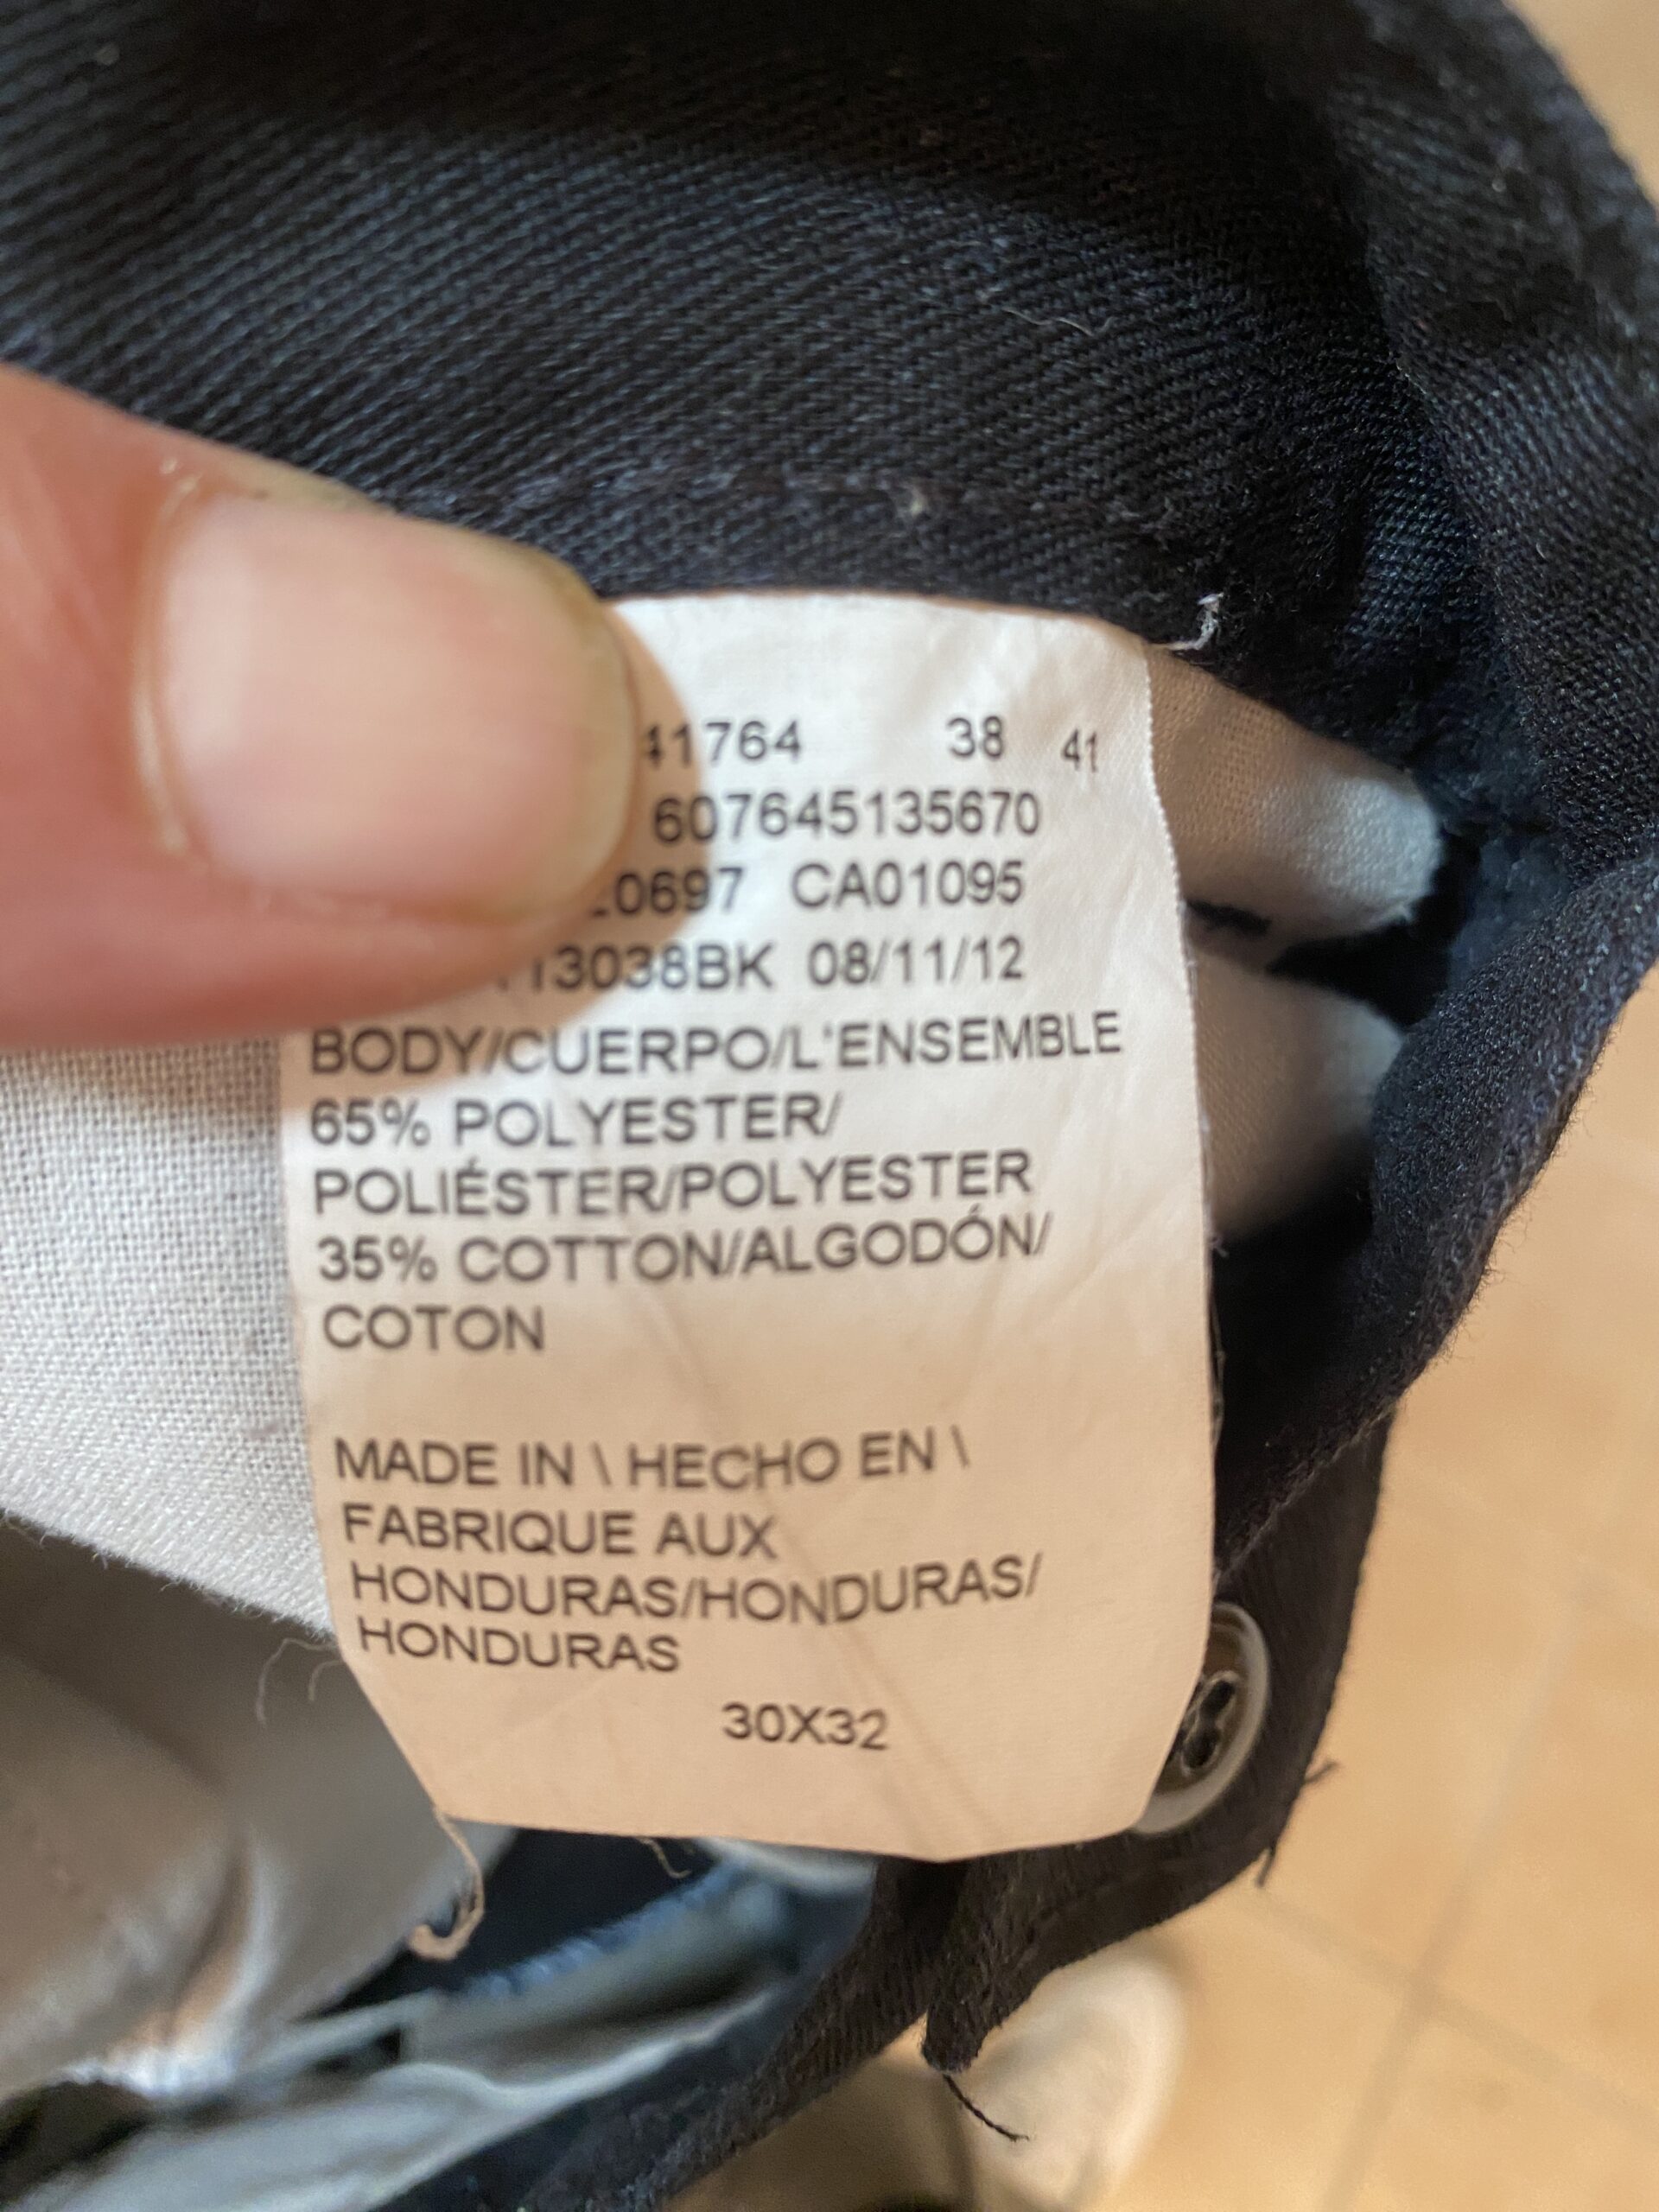 41764 38 41
607645135670
0697 CA01095
13038BK 08/11/12
BODY/CUERPO/L'ENSEMBLE
65% POLYESTER/
POLIÉSTER/POLYESTER
35% COTTON/ALGODÓN/
COTON
MADE IN \ HECHO EN \
FABRIQUE AUX
HONDURAS/HONDURAS/
HONDURAS
30X32